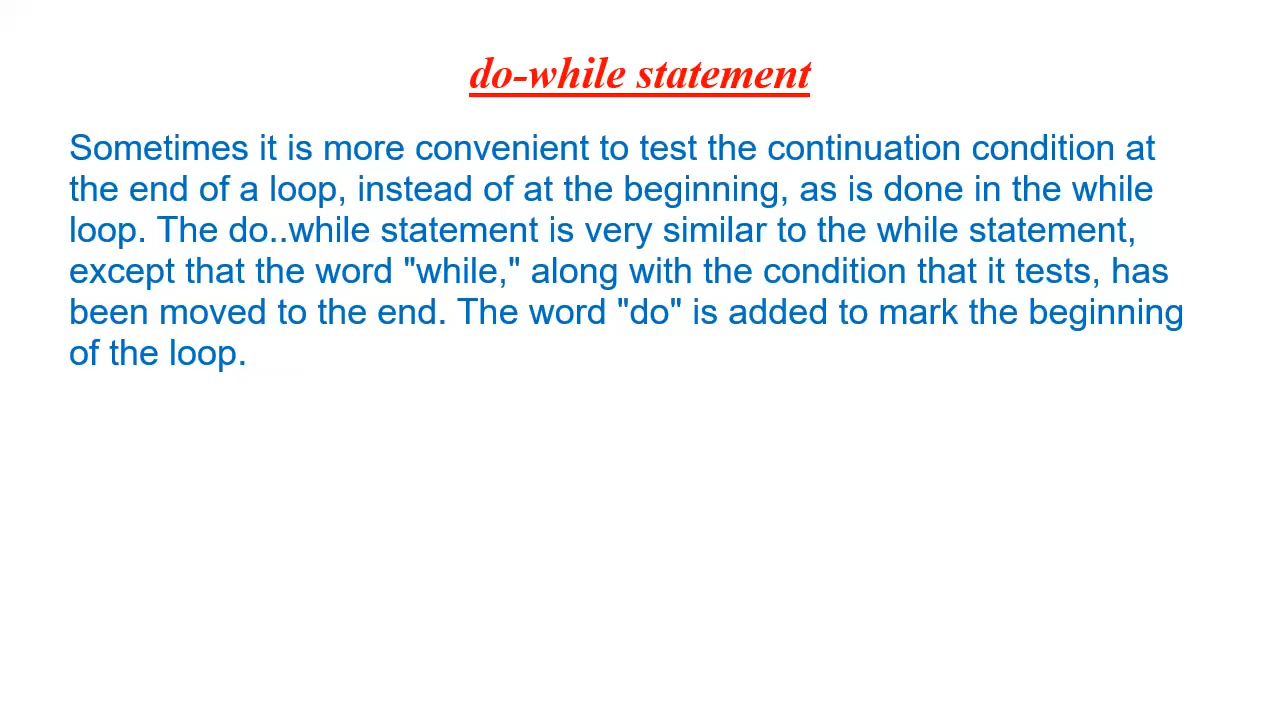 do-while statement
Sometimes it is more convenient to test the continuation condition at
the end of a loop, instead of at the beginning, as is done in the while
loop. The do..while statement is very similar to the while statement,
except that the word "while," along with the condition that it tests, has
been moved to the end. The word "do" is added to mark the beginning
of the loop.